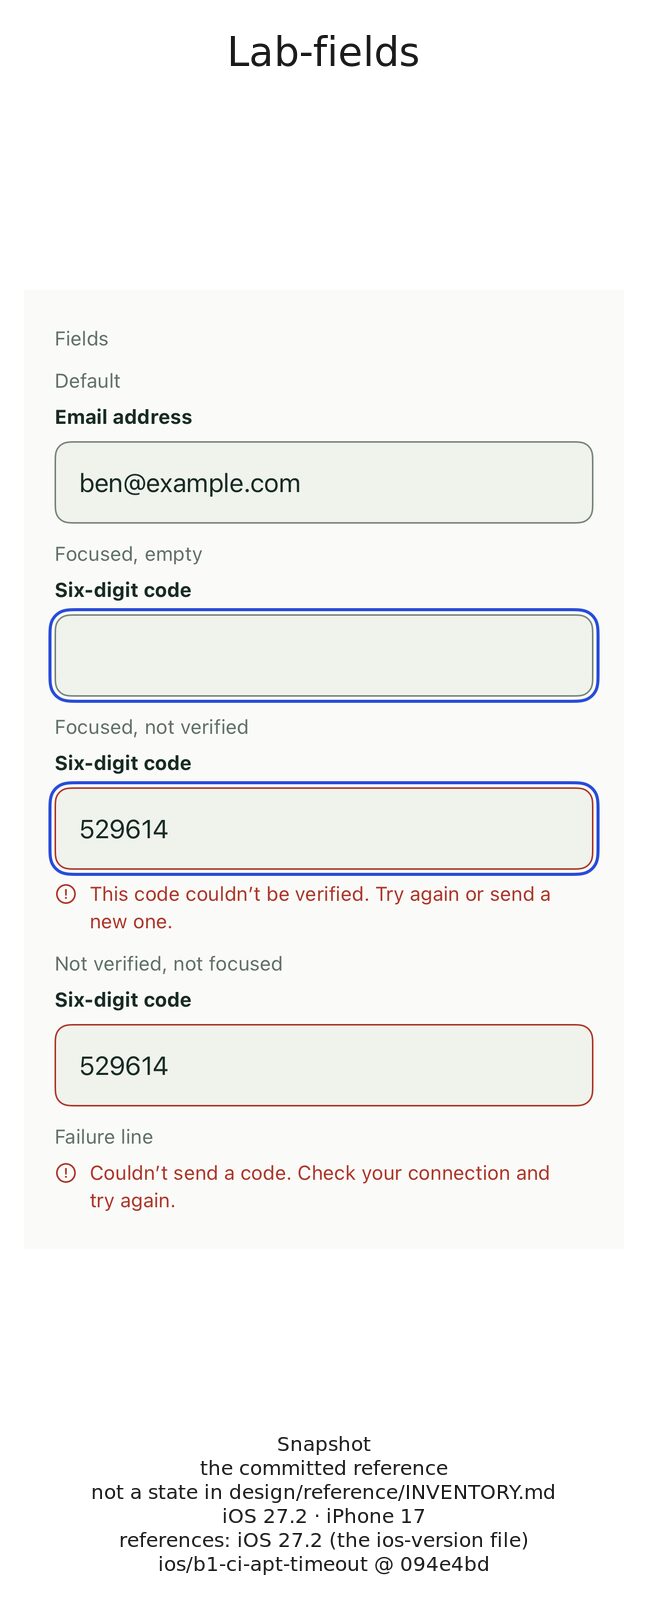 Lab-fields
Fields
Default
Email address
ben@example.com
Focused, empty
Six-digit code
Focused, not verified
Six-digit code
529614
This code couldn’t be verified. Try again or send a
new one.
Not verified, not focused
Six-digit code
529614
Failure line
Couldn’t send a code. Check your connection and
try again.
Snapshot
the committed reference
not a state in design/reference/INVENTORY.md
iOS 27.2 · iPhone 17
references: iOS 27.2 (the ios-version file)
ios/b1-ci-apt-timeout @ 094e4bd